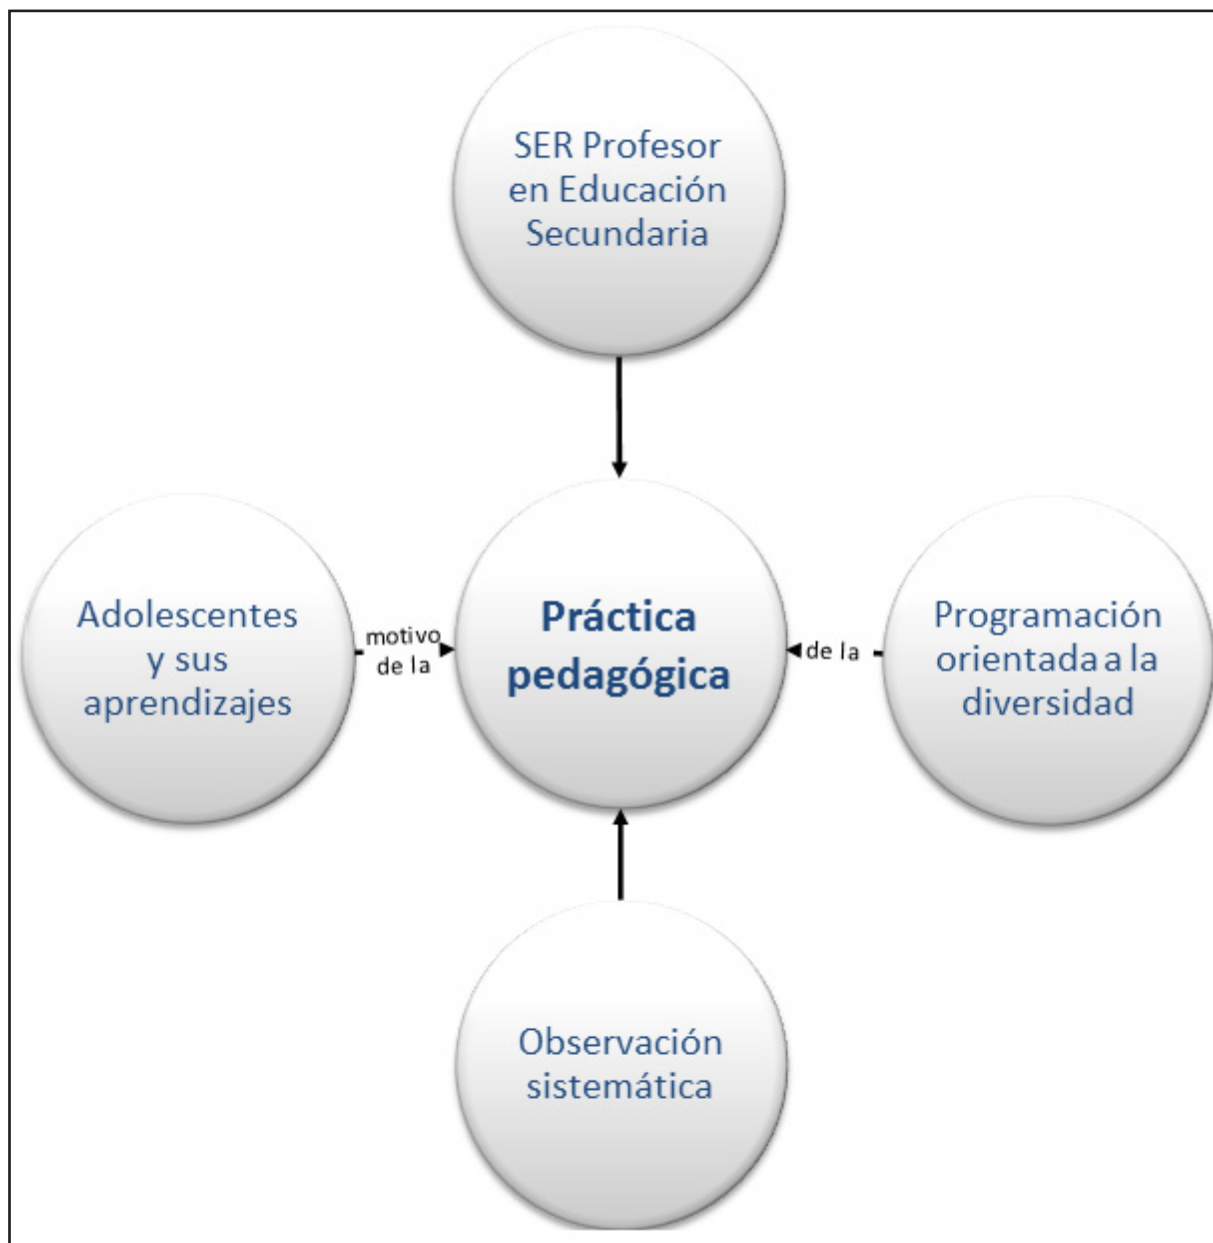 SER Profesor
en Educación
Secundaria
Adolescentes
y sus
aprendizajes
motivo
de la
Práctica
pedagógica
de la
Programación
orientada a la
diversidad
Observación
sistemática